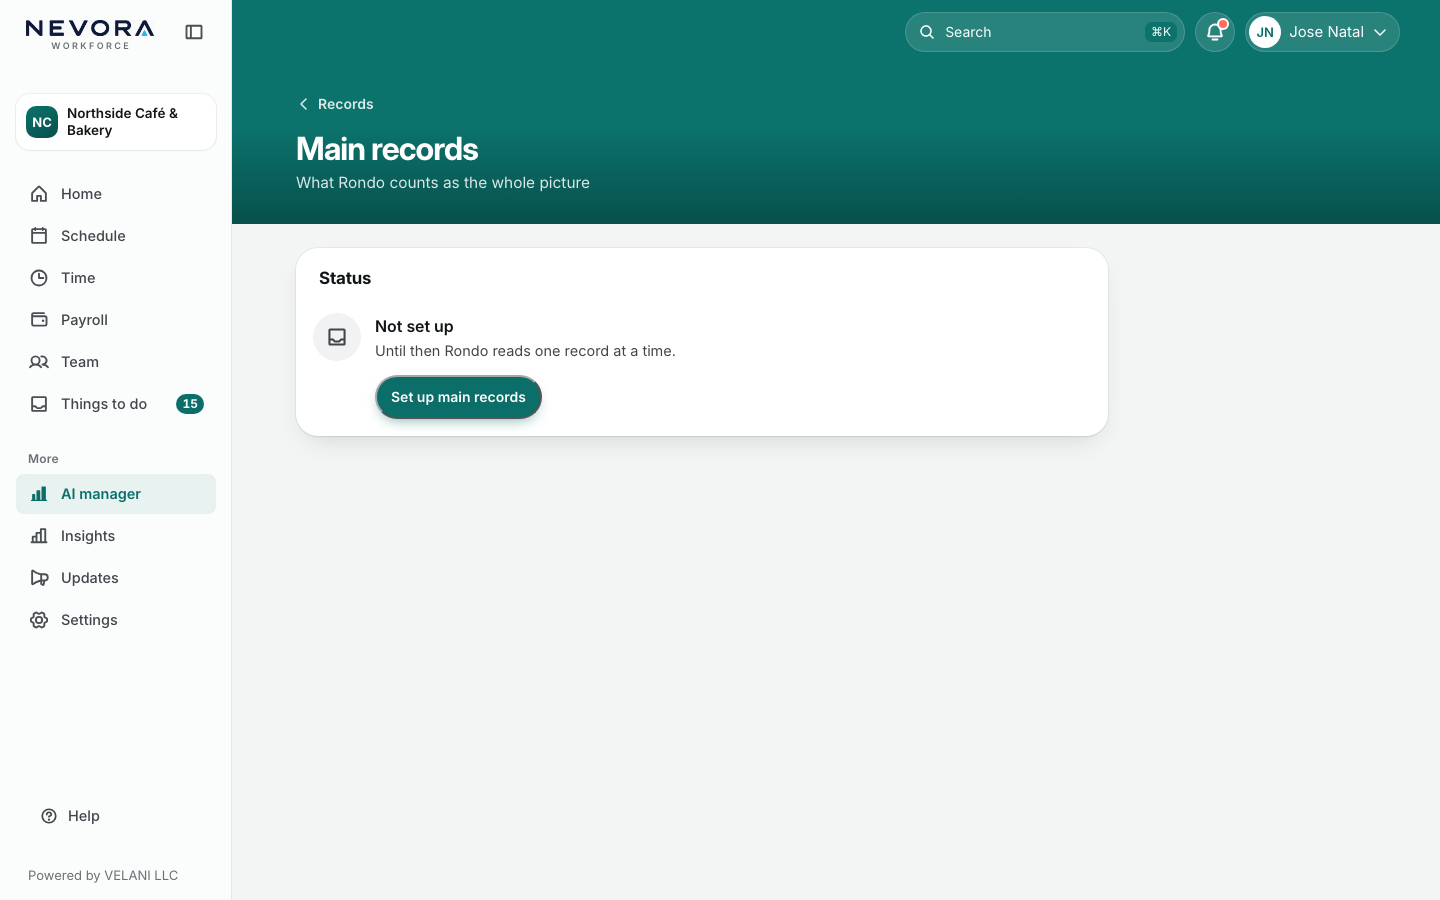 NEVORA
WORKFORCE
Search
⌘K
JN
Jose Natal
NC
Northside Café &
Bakery
Home
Schedule
Time
Payroll
Team
Things to do
15
More
AI manager
Insights
Updates
Settings
Help
Powered by VELANI LLC
Records
Main records
What Rondo counts as the whole picture
Status
Not set up
Until then Rondo reads one record at a time.
Set up main records